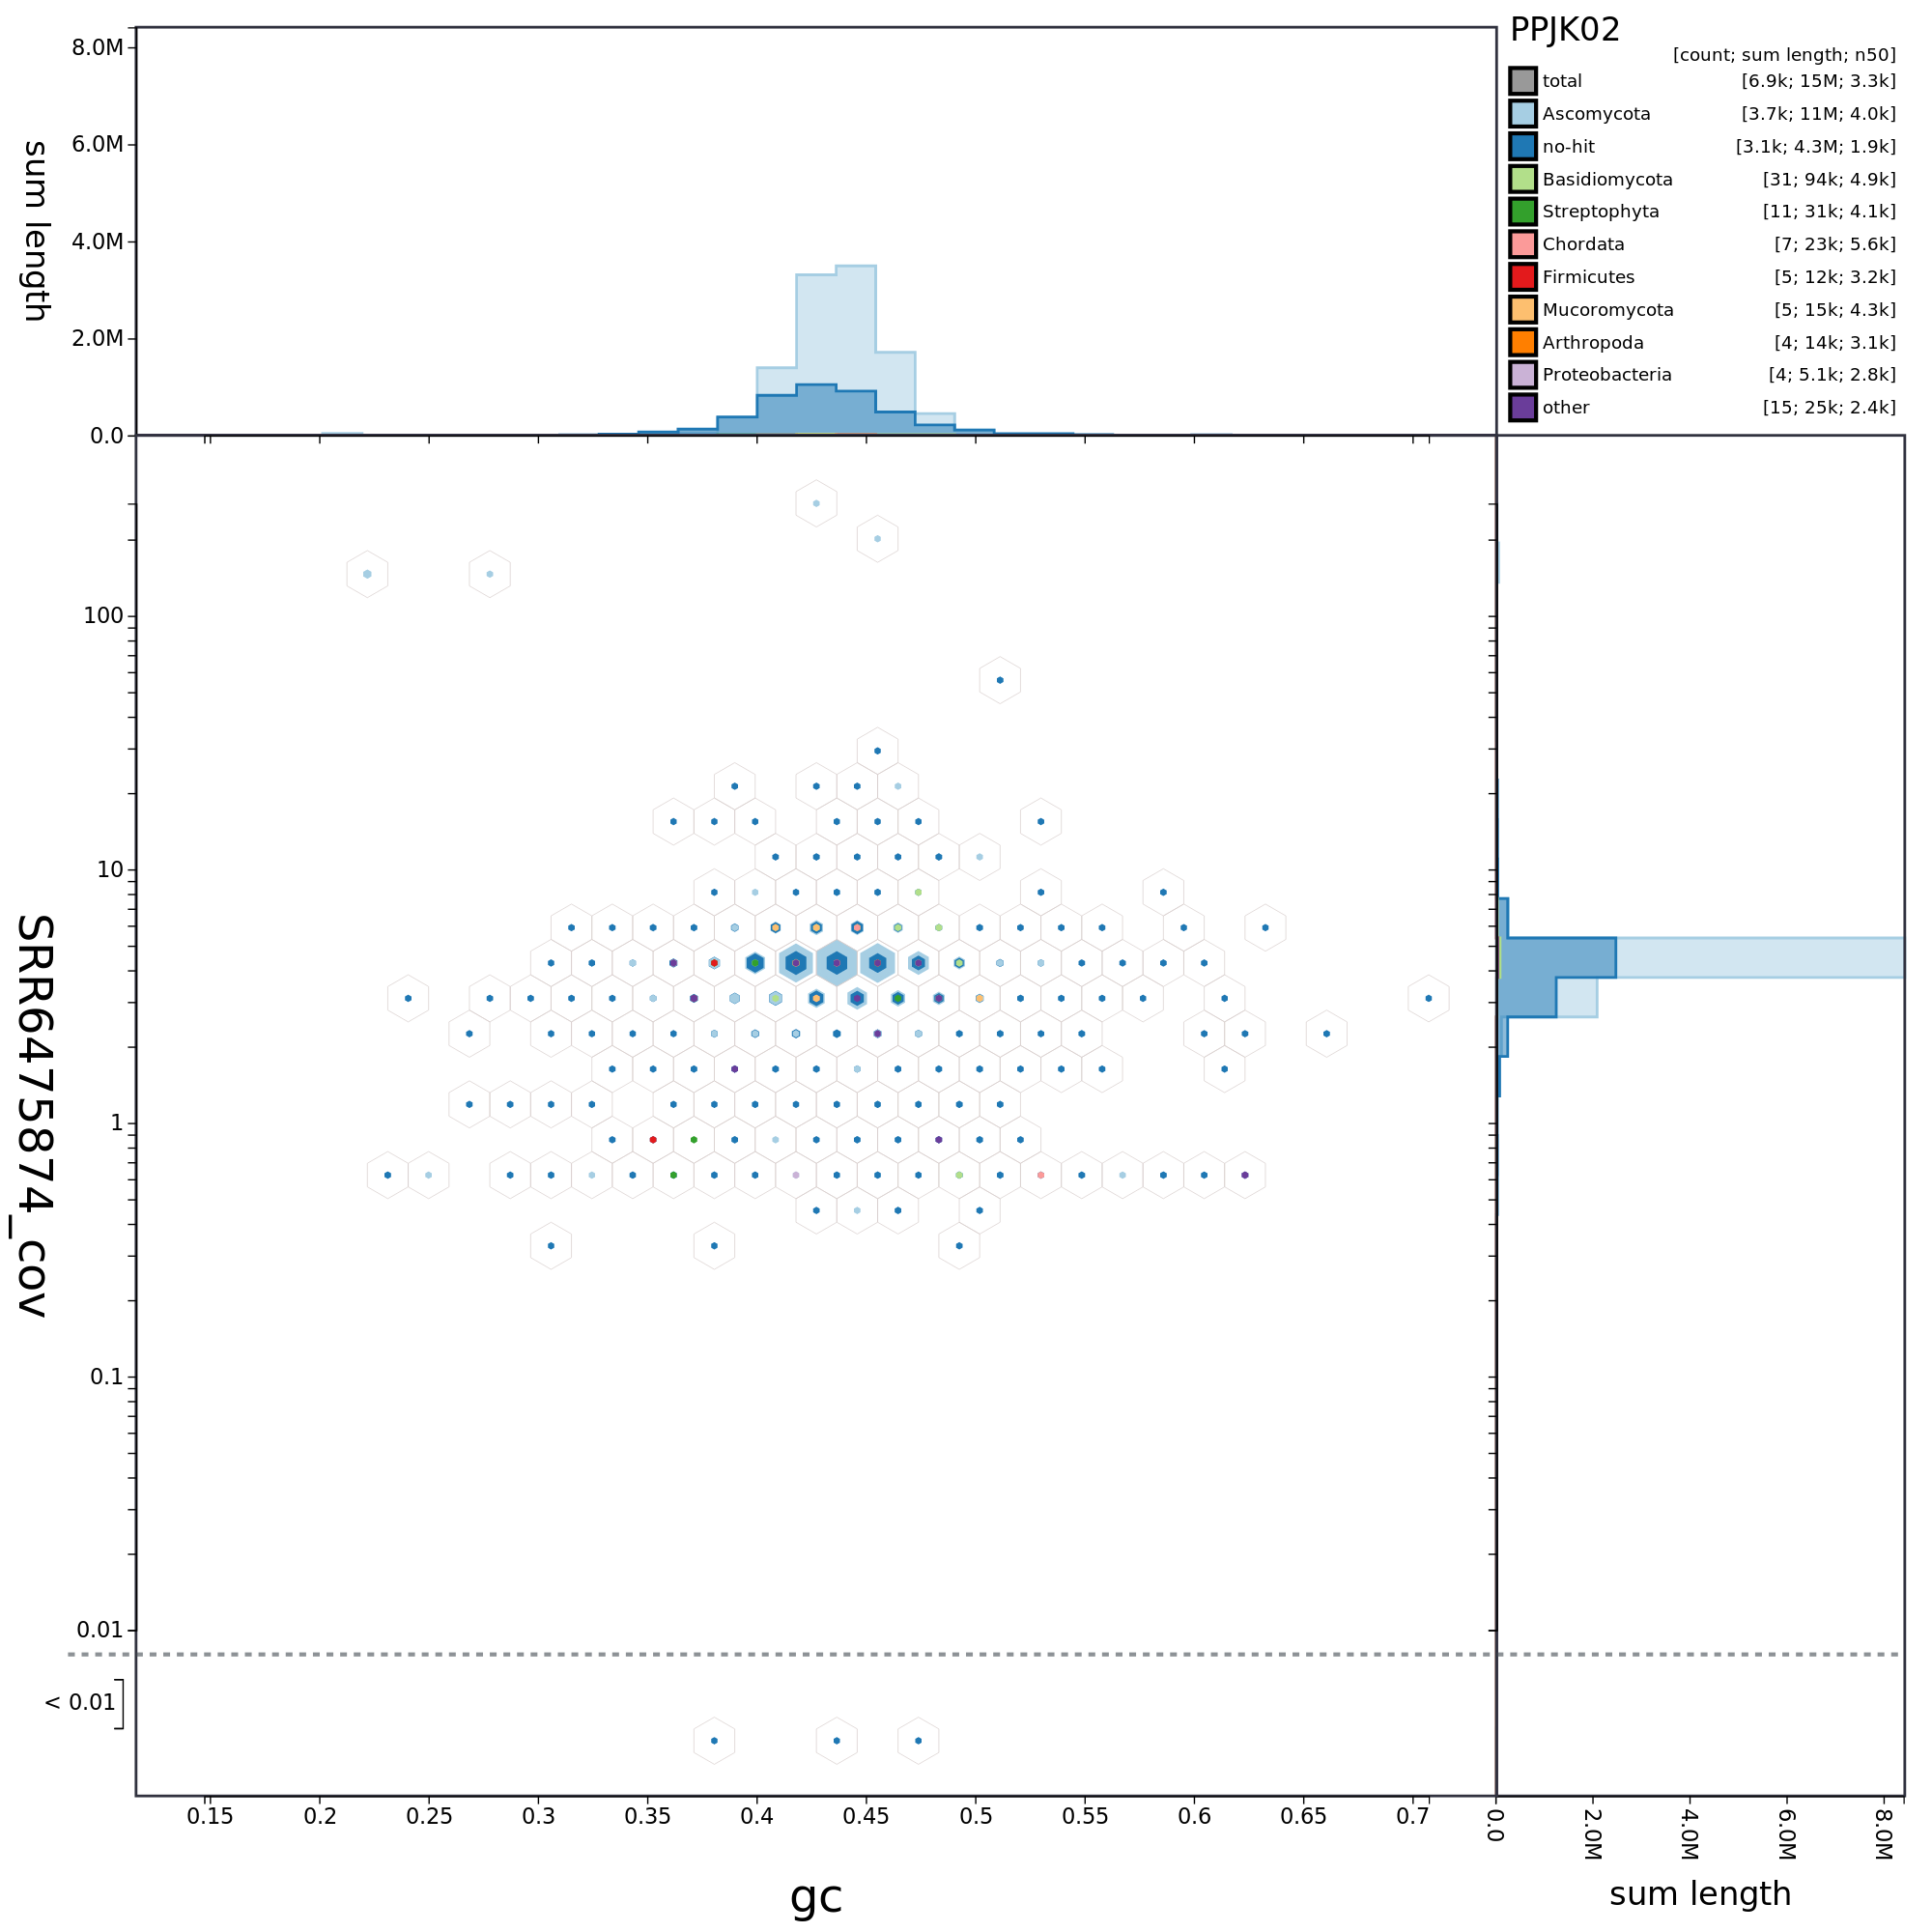 PPJK02
[count; sum length; n50]
total [6.9k; 15M; 3.3k]
Ascomycota [3.7k; 11M; 4.0k]
no-hit [3.1k; 4.3M; 1.9k]
Basidiomycota [31; 94k; 4.9k]
Streptophyta [11; 31k; 4.1k]
Chordata [7; 23k; 5.6k]
Firmicutes [5; 12k; 3.2k]
Mucoromycota [5; 15k; 4.3k]
Arthropoda [4; 14k; 3.1k]
Proteobacteria [4; 5.1k; 2.8k]
other [15; 25k; 2.4k]
sum length
8.0M
6.0M
4.0M
2.0M
0.0
SRR6475874_cov
100
10
1
0.1
0.01
< 0.01
0.15 0.2 0.25 0.3 0.35 0.4 0.45 0.5 0.55 0.6 0.65 0.7
gc
0.0 2.0M 4.0M 6.0M 8.0M
sum length